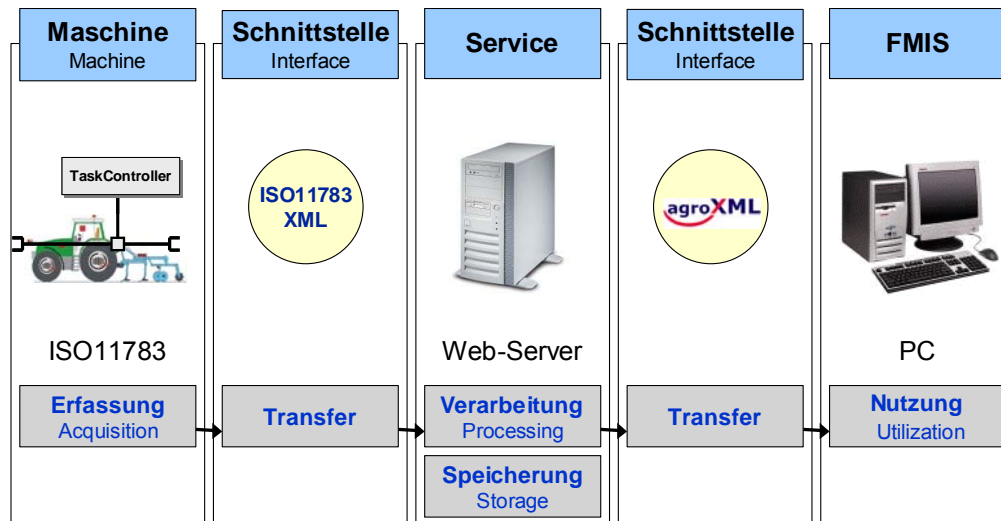 Maschine
Machine
Schnittstelle
Interface
Service
Schnittstelle
Interface
FMIS
TaskController
ISO11783
XML
agroXML
ISO11783
Web-Server
PC
Erfassung
Acquisition
Transfer
Verarbeitung
Processing
Transfer
Nutzung
Utilization
Speicherung
Storage